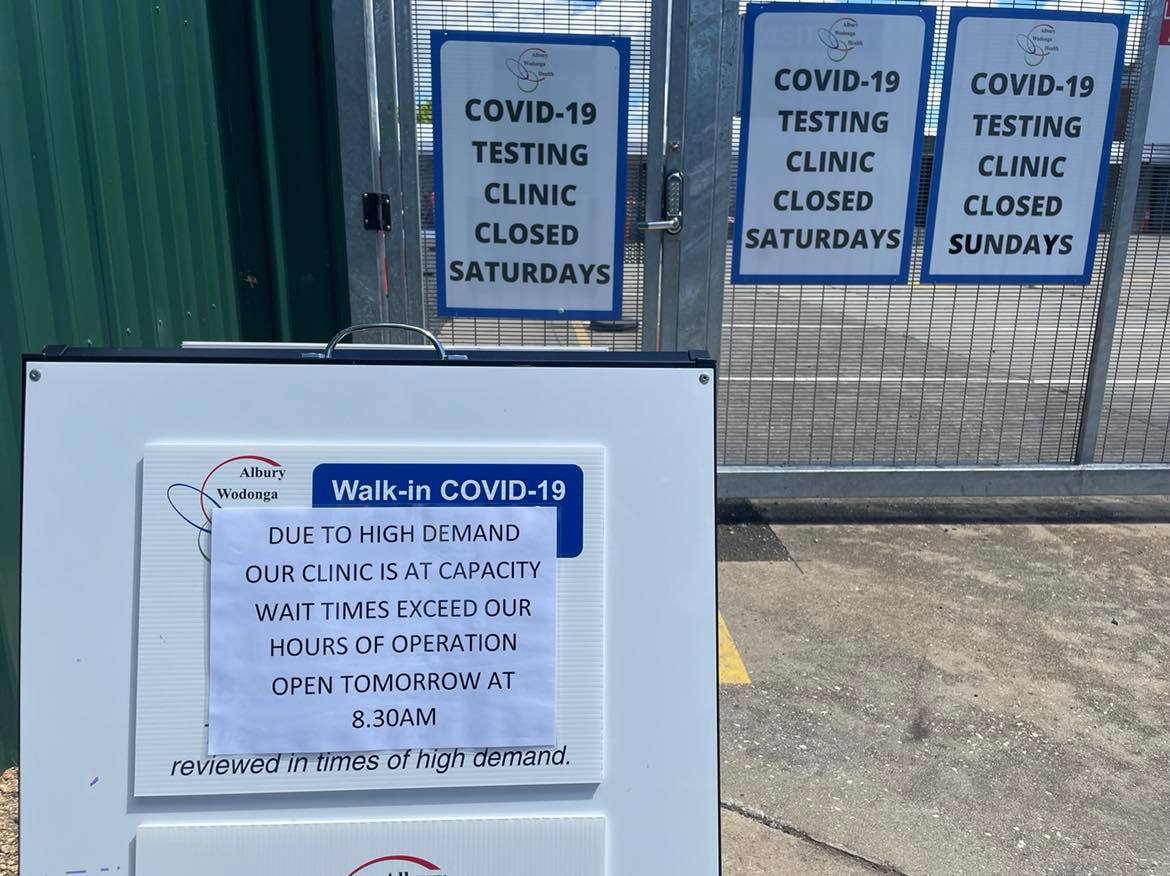 Albury
Wodonga
Health
COVID-19
TESTING
CLINIC
CLOSED
SATURDAYS
Albury
Wodonga
Health
COVID-19
TESTING
CLINIC
CLOSED
SATURDAYS
Albury
Wodonga
Health
COVID-19
TESTING
CLINIC
CLOSED
SUNDAYS
Albury
Wodonga
Walk-in COVID-19
DUE TO HIGH DEMAND
OUR CLINIC IS AT CAPACITY
WAIT TIMES EXCEED OUR
HOURS OF OPERATION
OPEN TOMORROW AT
8.30AM
reviewed in times of high demand.
Albury